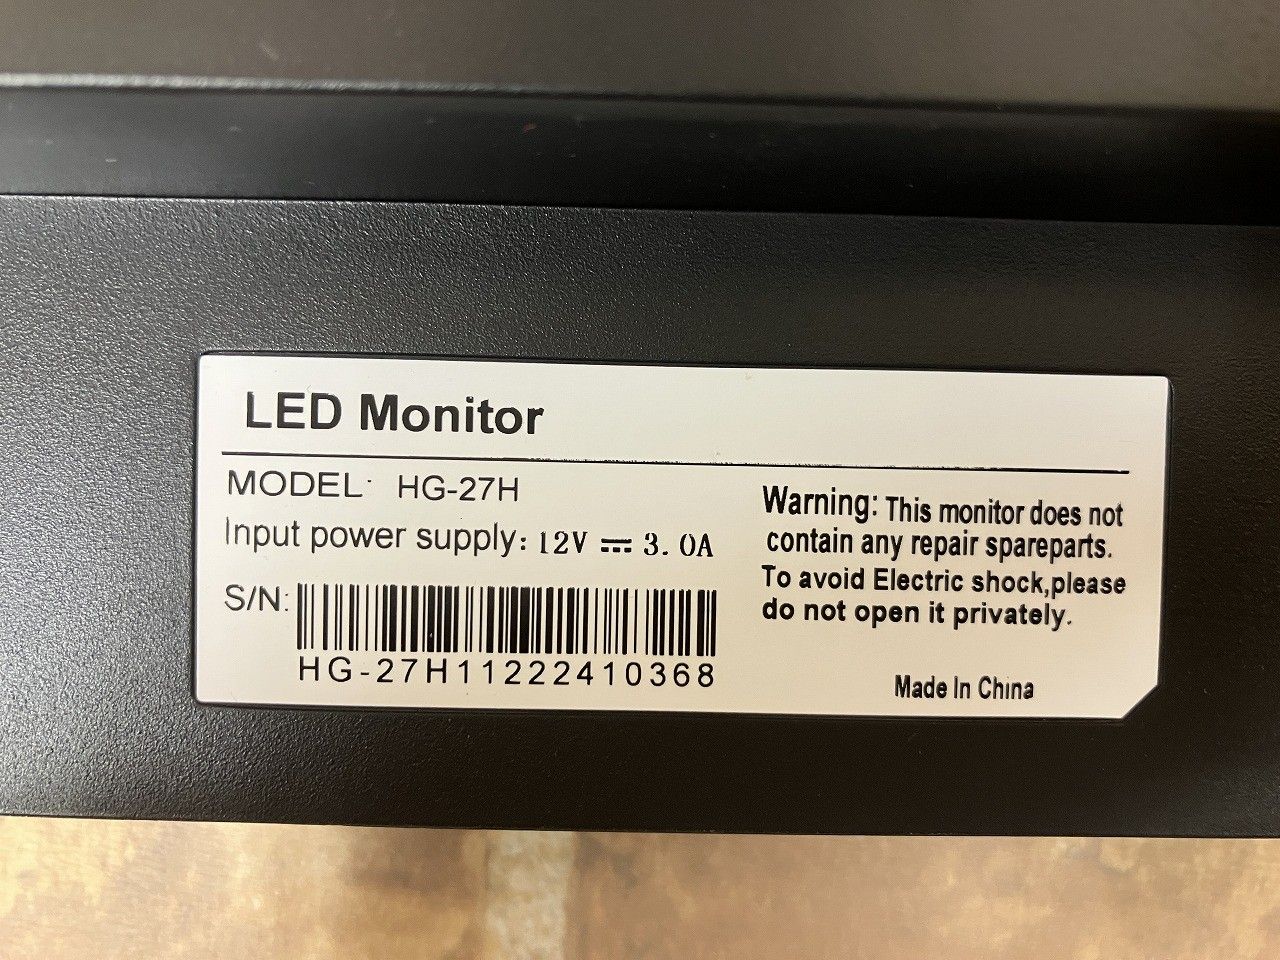 LED Monitor
MODEL: HG-27H
Input power supply: 12V ⎓ 3.0A
S/N:
HG-27H11222410368
Warning: This monitor does not
contain any repair spareparts.
To avoid Electric shock,please
do not open it privately.
Made In China